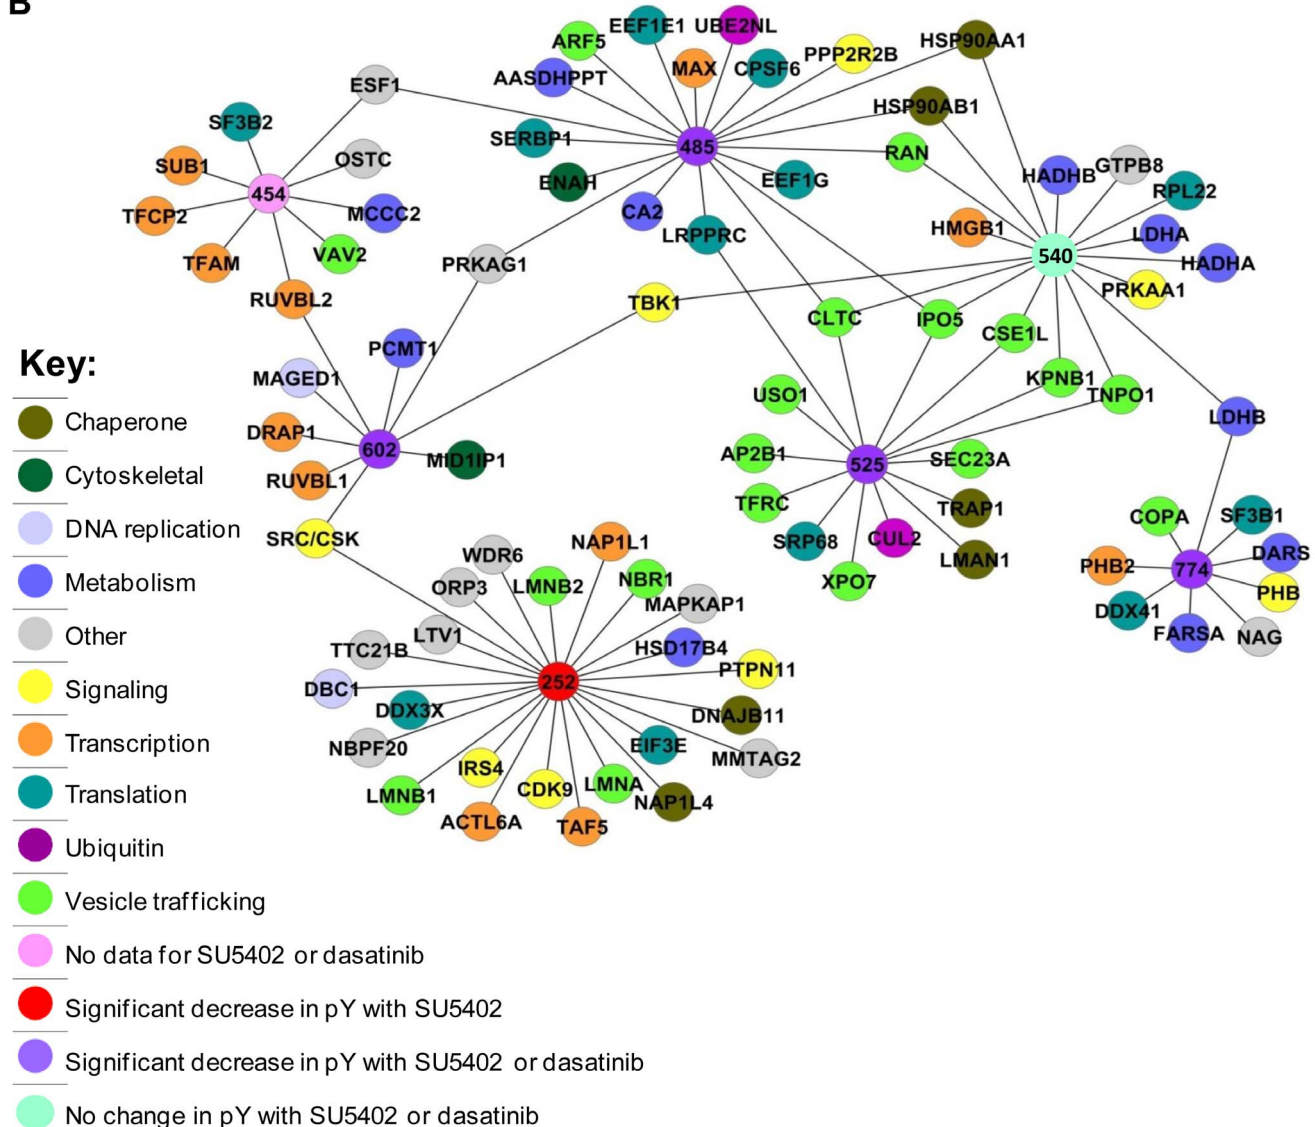 B
EEF1E1
UBE2NL
ARF5
HSP90AA1
PPP2R2B
MAX
CPSF6
AASDHPPT
ESF1
HSP90AB1
SF3B2
SERBP1
485
RAN
OSTC
SUB1
GTPB8
HADHB
EEF1G
ENAH
RPL22
454
TFCP2
MCCC2
CA2
HMGB1
LRPPRC
LDHA
VAV2
540
TFAM
PRKAG1
HADHA
PRKAA1
RUVBL2
TBK1
CLTC
IPO5
CSE1L
PCMT1
Key:
MAGED1
KPNB1
USO1
TNPO1
LDHB
Chaperone
DRAP1
602
AP2B1
MID1IP1
525
SEC23A
Cytoskeletal
RUVBL1
TFRC
TRAP1
COPA
SF3B1
DNA replication
SRC/CSK
CUL2
SRP68
NAP1L1
WDR6
DARS
LMAN1
PHB2
774
Metabolism
NBR1
XPO7
ORP3
LMNB2
PHB
MAPKAP1
DDX41
FARSA
NAG
Other
LTV1
TTC21B
HSD17B4
PTPN11
252
DBC1
Signaling
DDX3X
DNAJB11
Transcription
EIF3E
NBPF20
MMTAG2
IRS4
LMNA
CDK9
Translation
LMNB1
NAP1L4
ACTL6A
TAF5
Ubiquitin
Vesicle trafficking
No data for SU5402 or dasatinib
Significant decrease in pY with SU5402
Significant decrease in pY with SU5402 or dasatinib
No change in pY with SU5402 or dasatinib